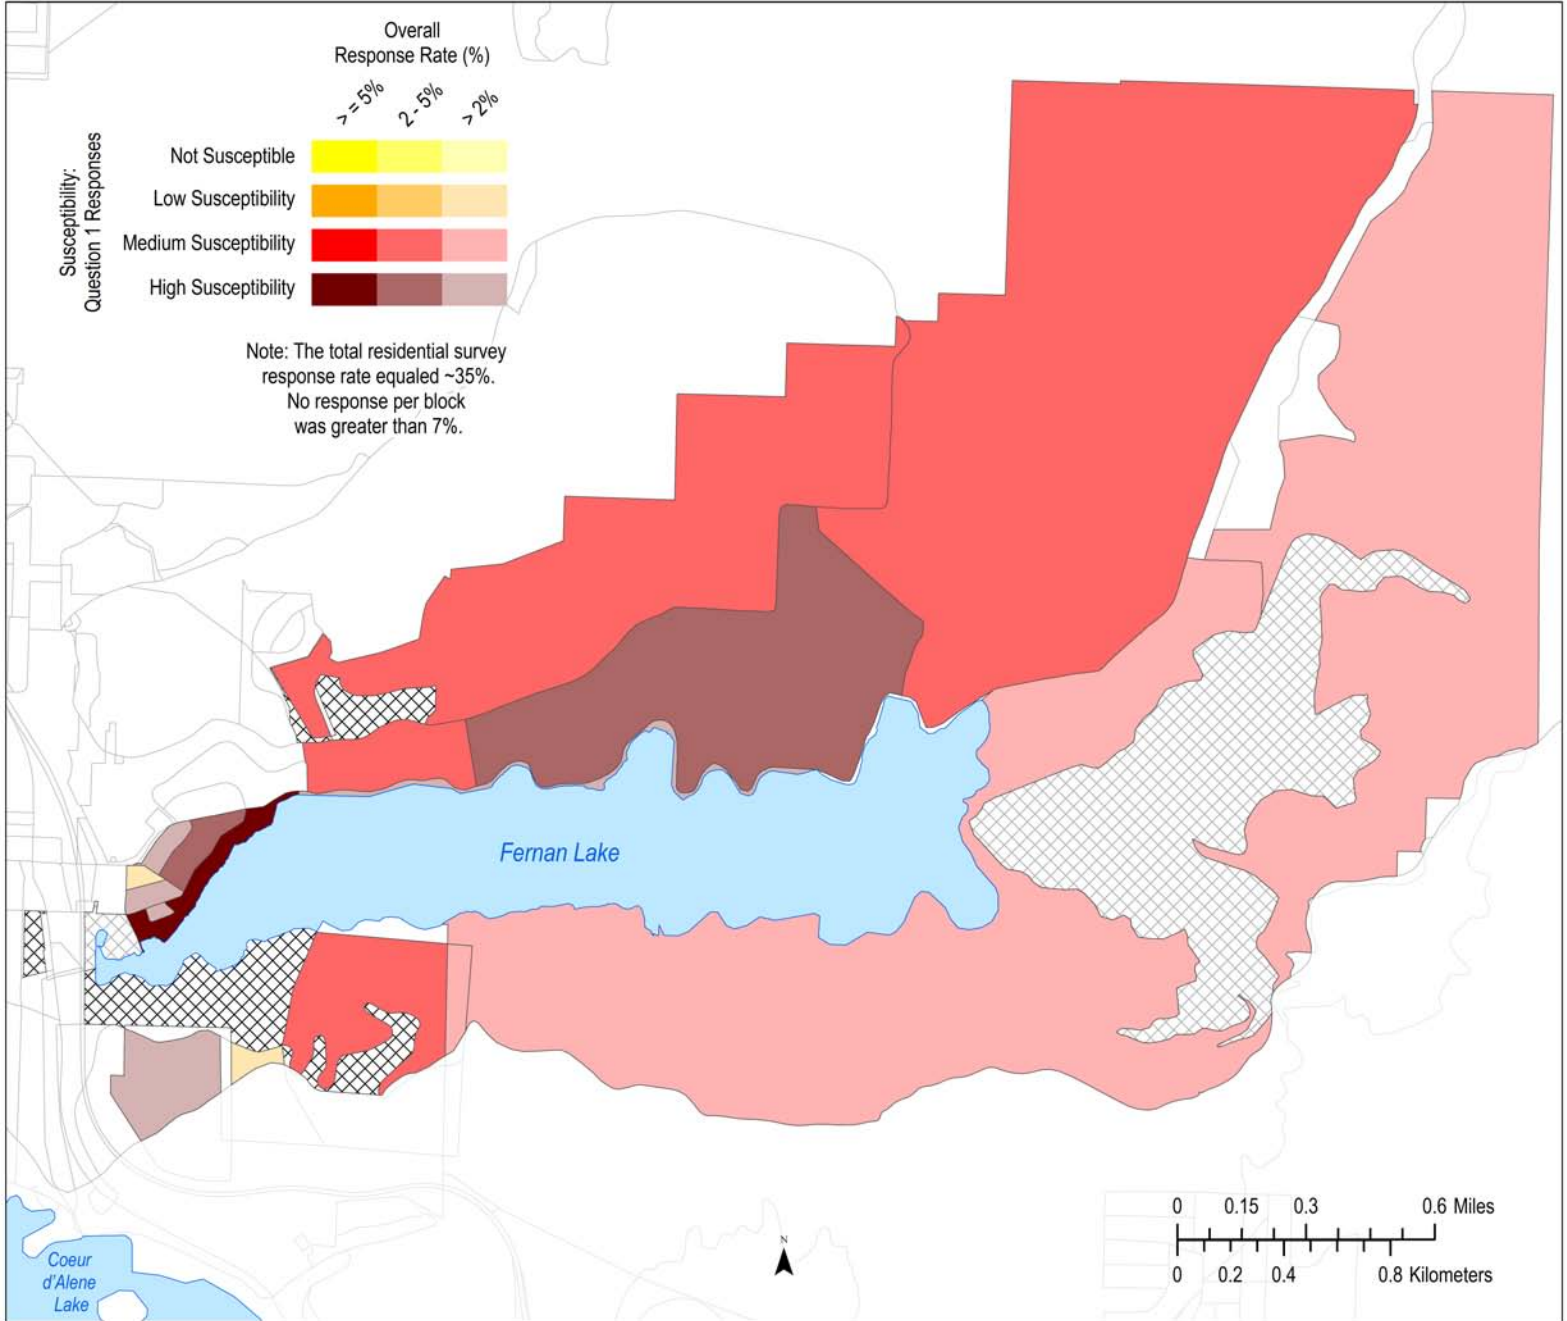 Overall
Response Rate (%)
> = 5%
2 - 5%
> 2%
Susceptibility:
Question 1 Responses
Not Susceptible
Low Susceptibility
Medium Susceptibility
High Susceptibility
Note: The total residential survey
response rate equaled ~35%.
No response per block
was greater than 7%.
Fernan Lake
Coeur
d'Alene
Lake
N
0 0.15 0.3 0.6 Miles
0 0.2 0.4 0.8 Kilometers